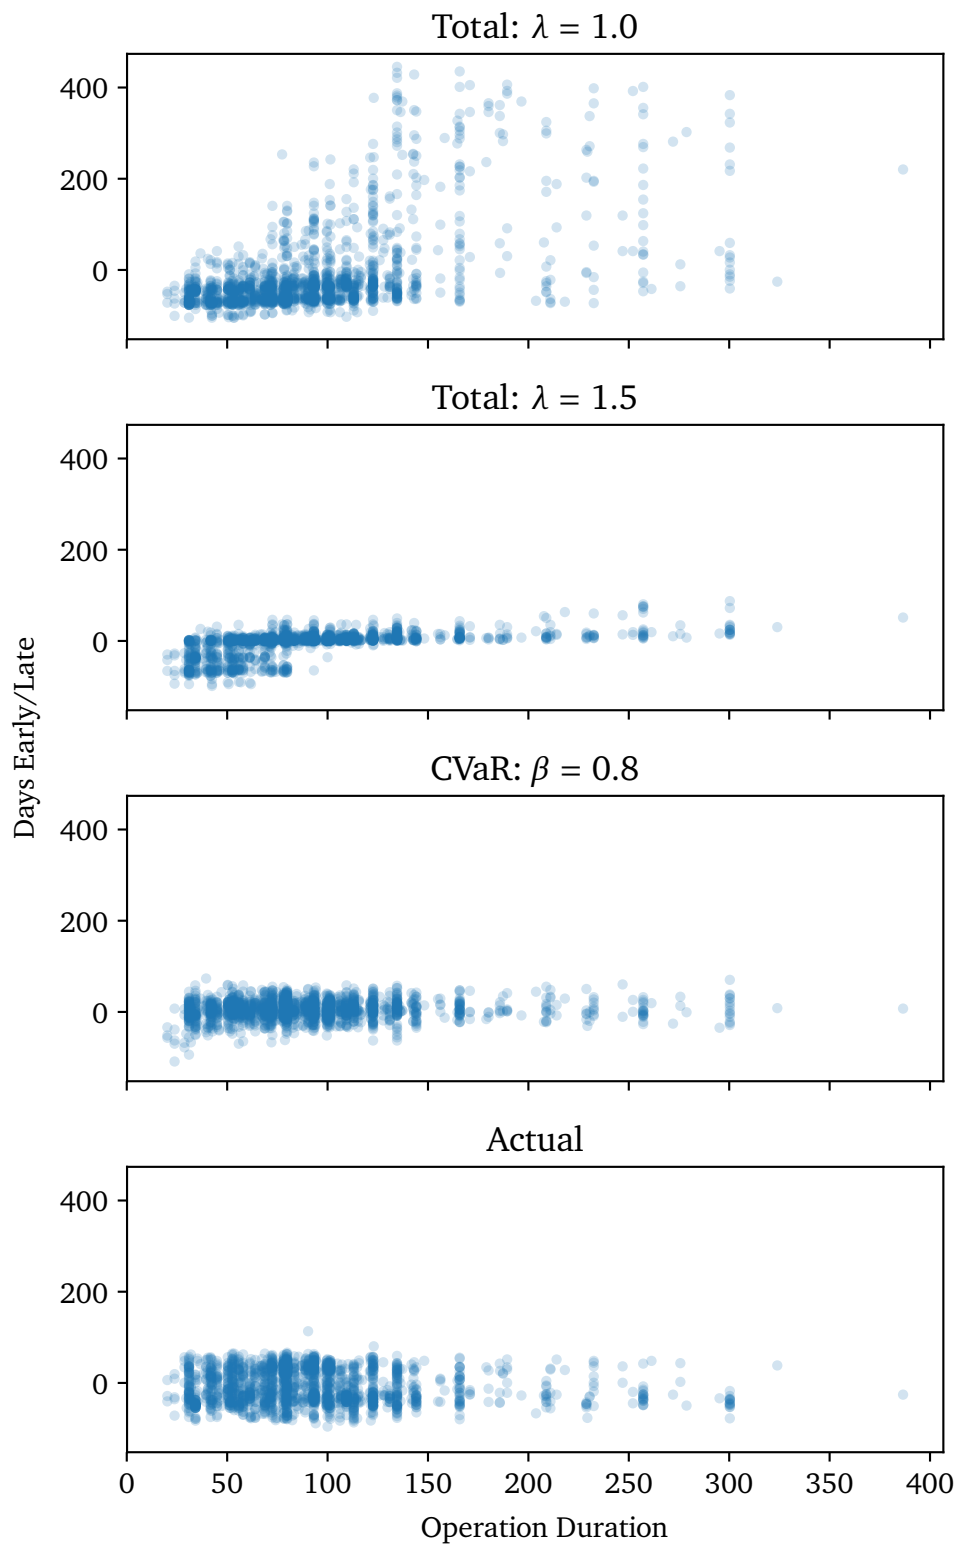 Total: λ = 1.0
400
200
0
Total: λ = 1.5
400
200
0
Days Early/Late
CVaR: β = 0.8
400
200
0
Actual
400
200
0
0 50 100 150 200 250 300 350 400
Operation Duration